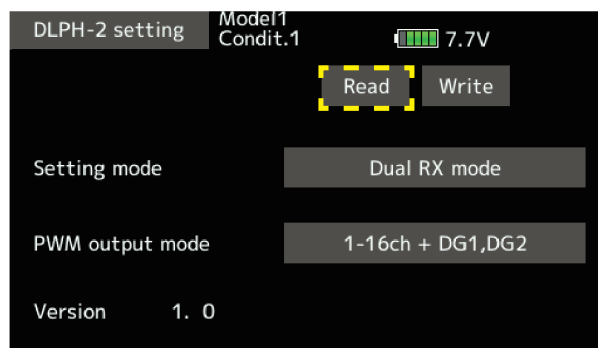 DLPH-2 setting
Model1
Condit.1
7.7V
Read
Write
Setting mode
Dual RX mode
PWM output mode
1-16ch + DG1,DG2
Version 1. 0